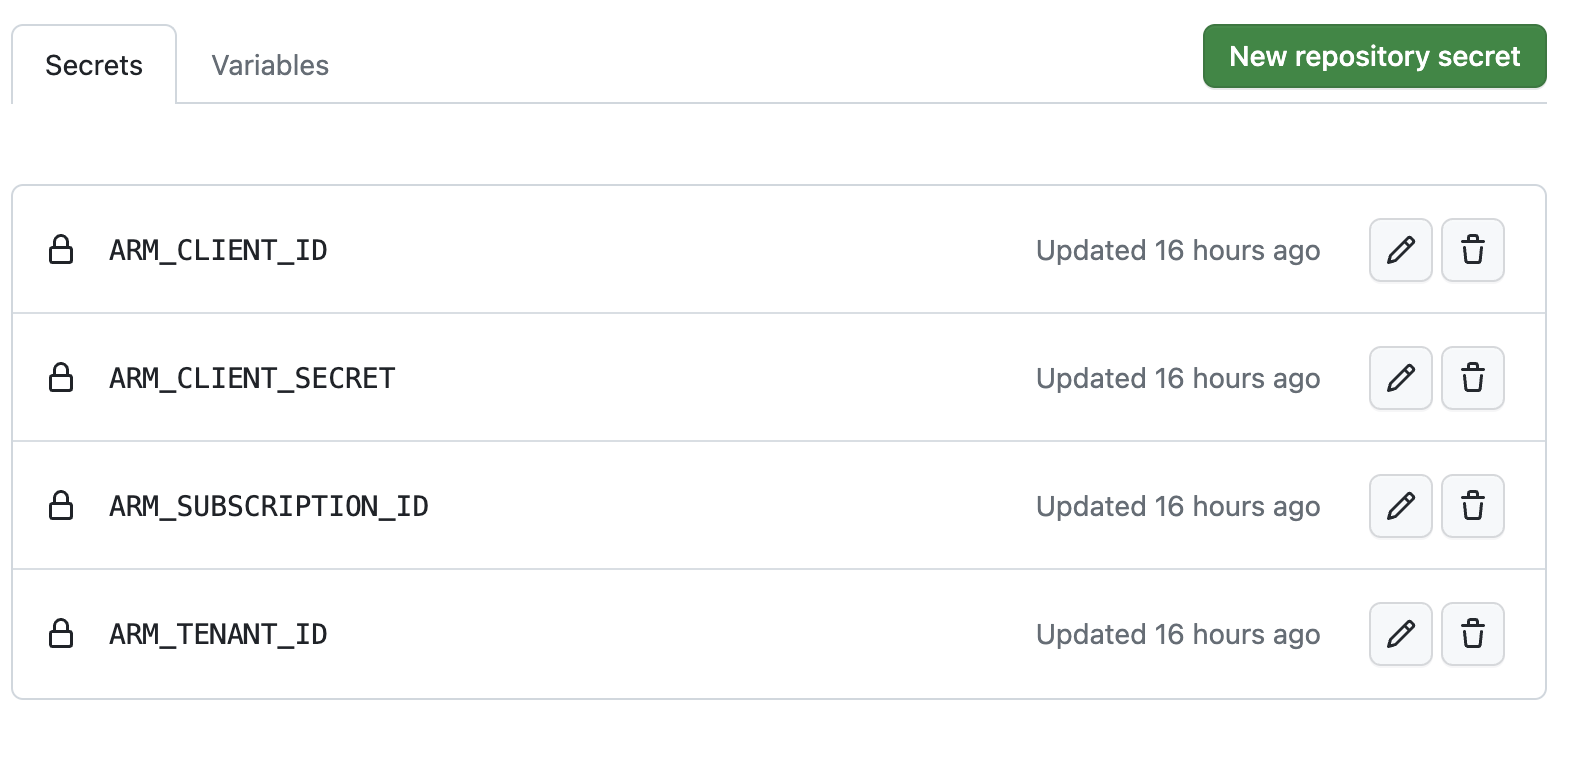 Secrets
Variables
New repository secret
ARM_CLIENT_ID
Updated 16 hours ago
ARM_CLIENT_SECRET
Updated 16 hours ago
ARM_SUBSCRIPTION_ID
Updated 16 hours ago
ARM_TENANT_ID
Updated 16 hours ago